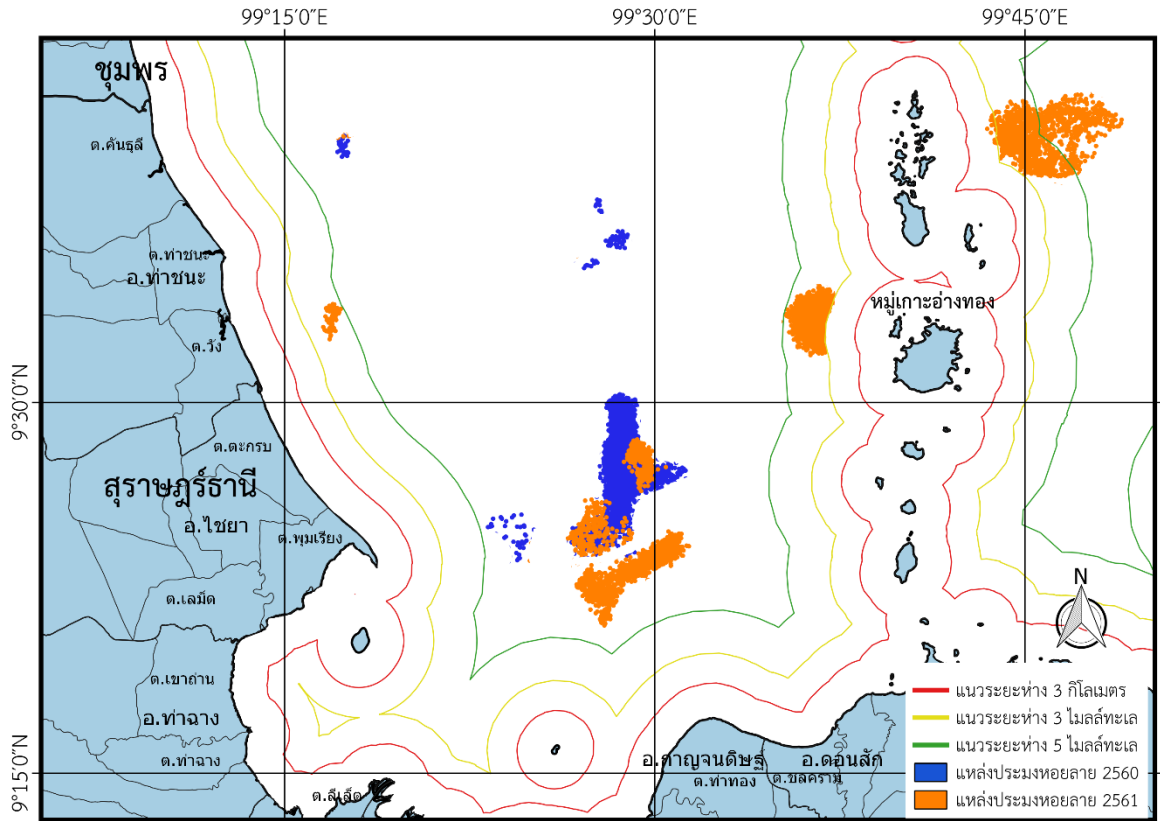 99°15'0"E
99°30'0"E
99°45'0"E
ชุมพร
ต.คันธุลี
ต.ท่าชนะ
อ.ท่าชนะ
หมู่เกาะอ่างทอง
ต.วัง
9°30'0"N
ต.ตะกรบ
สุราษฎร์ธานี
อ.ไชยา
ต.พุมเรียง
ต.เลม็ด
N
ต.เขาถ่าน
อ.ท่าฉาง
ต.ท่าฉาง
อ.กาญจนดิษฐ์
อ.ดอนสัก
ต.ท่าทอง
ต.ชลคราม
9°15'0"N
ต.ลีเล็ด
แนวระยะห่าง 3 กิโลเมตร
แนวระยะห่าง 3 ไมลล์ทะเล
แนวระยะห่าง 5 ไมลล์ทะเล
แหล่งประมงหอยลาย 2560
แหล่งประมงหอยลาย 2561